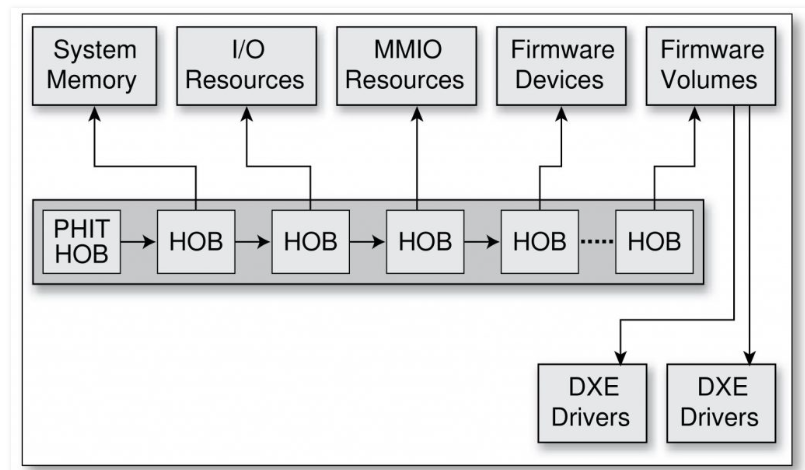 System
Memory
I/O
Resources
MMIO
Resources
Firmware
Devices
Firmware
Volumes
PHIT
HOB
HOB
HOB
HOB
HOB
HOB
DXE
Drivers
DXE
Drivers